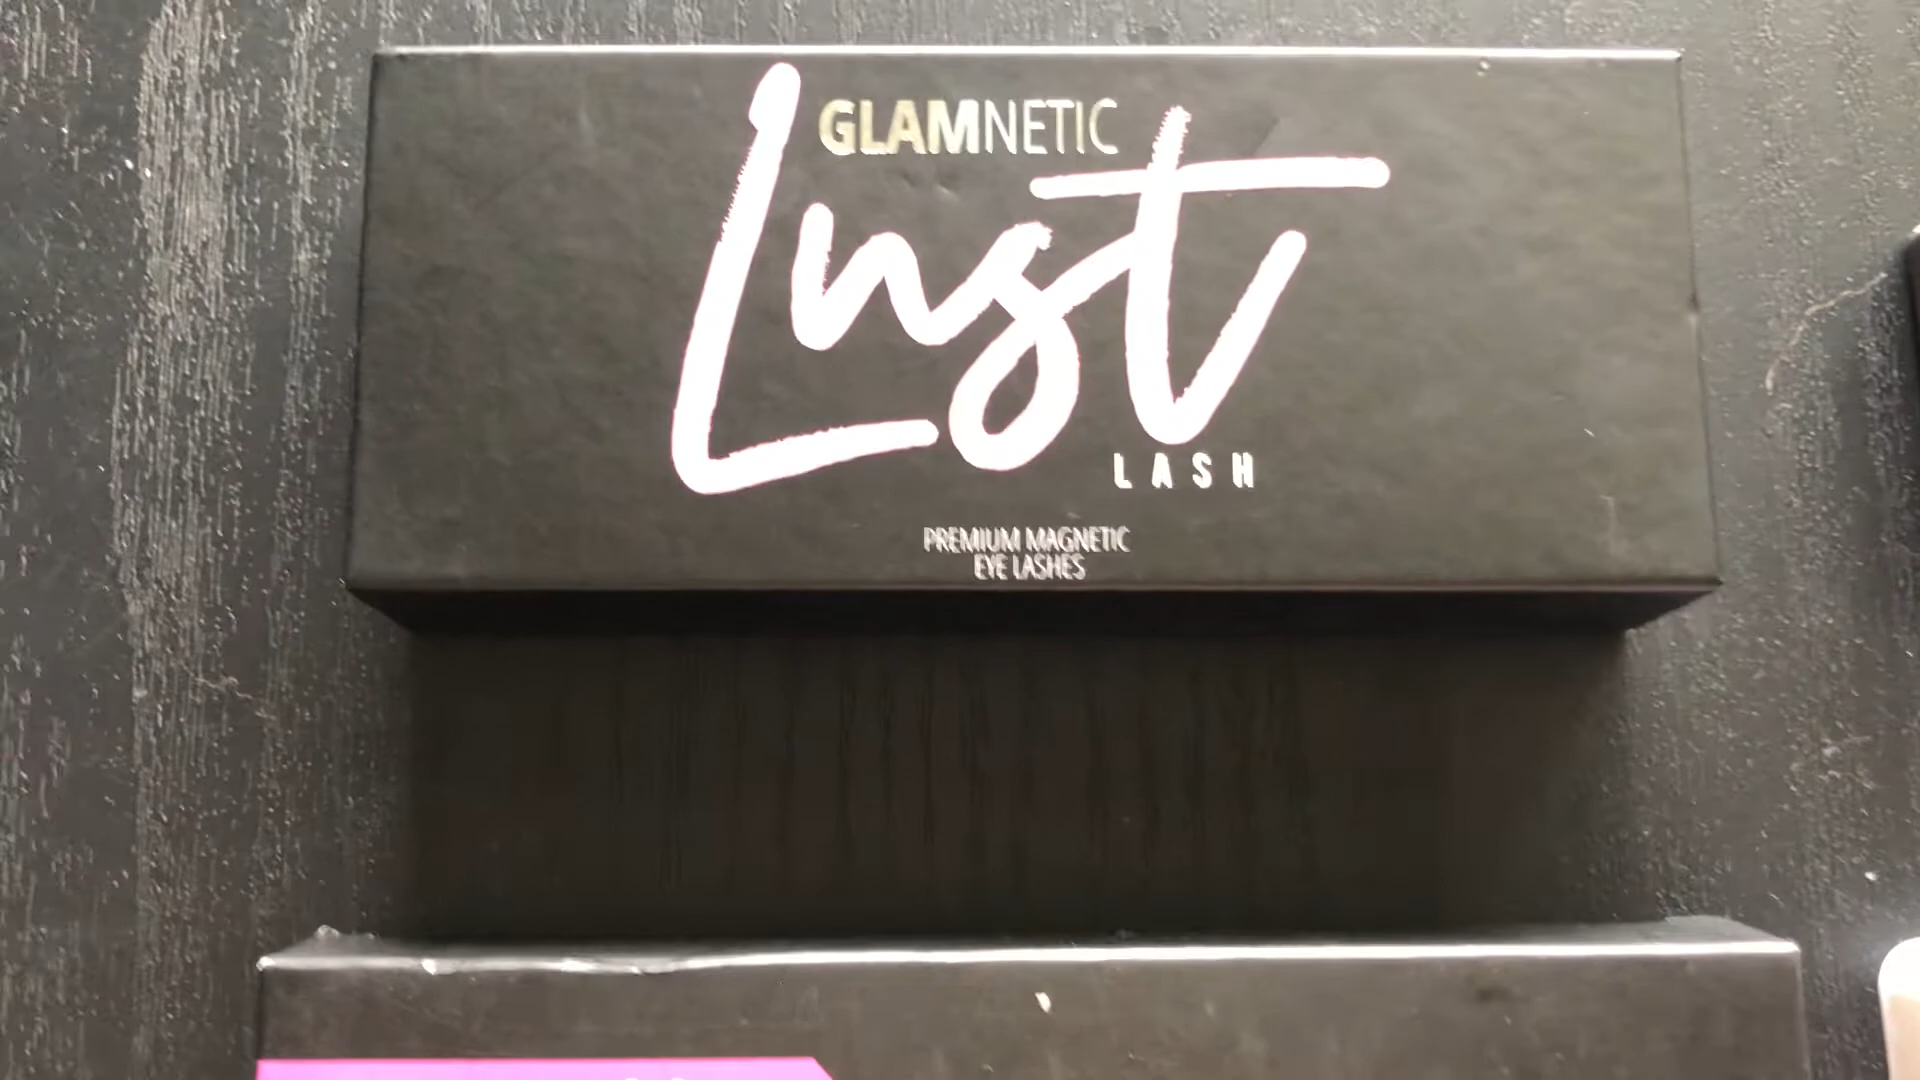 GLAMNETIC
Lust
LASH
PREMIUM MAGNETIC
EYE LASHES